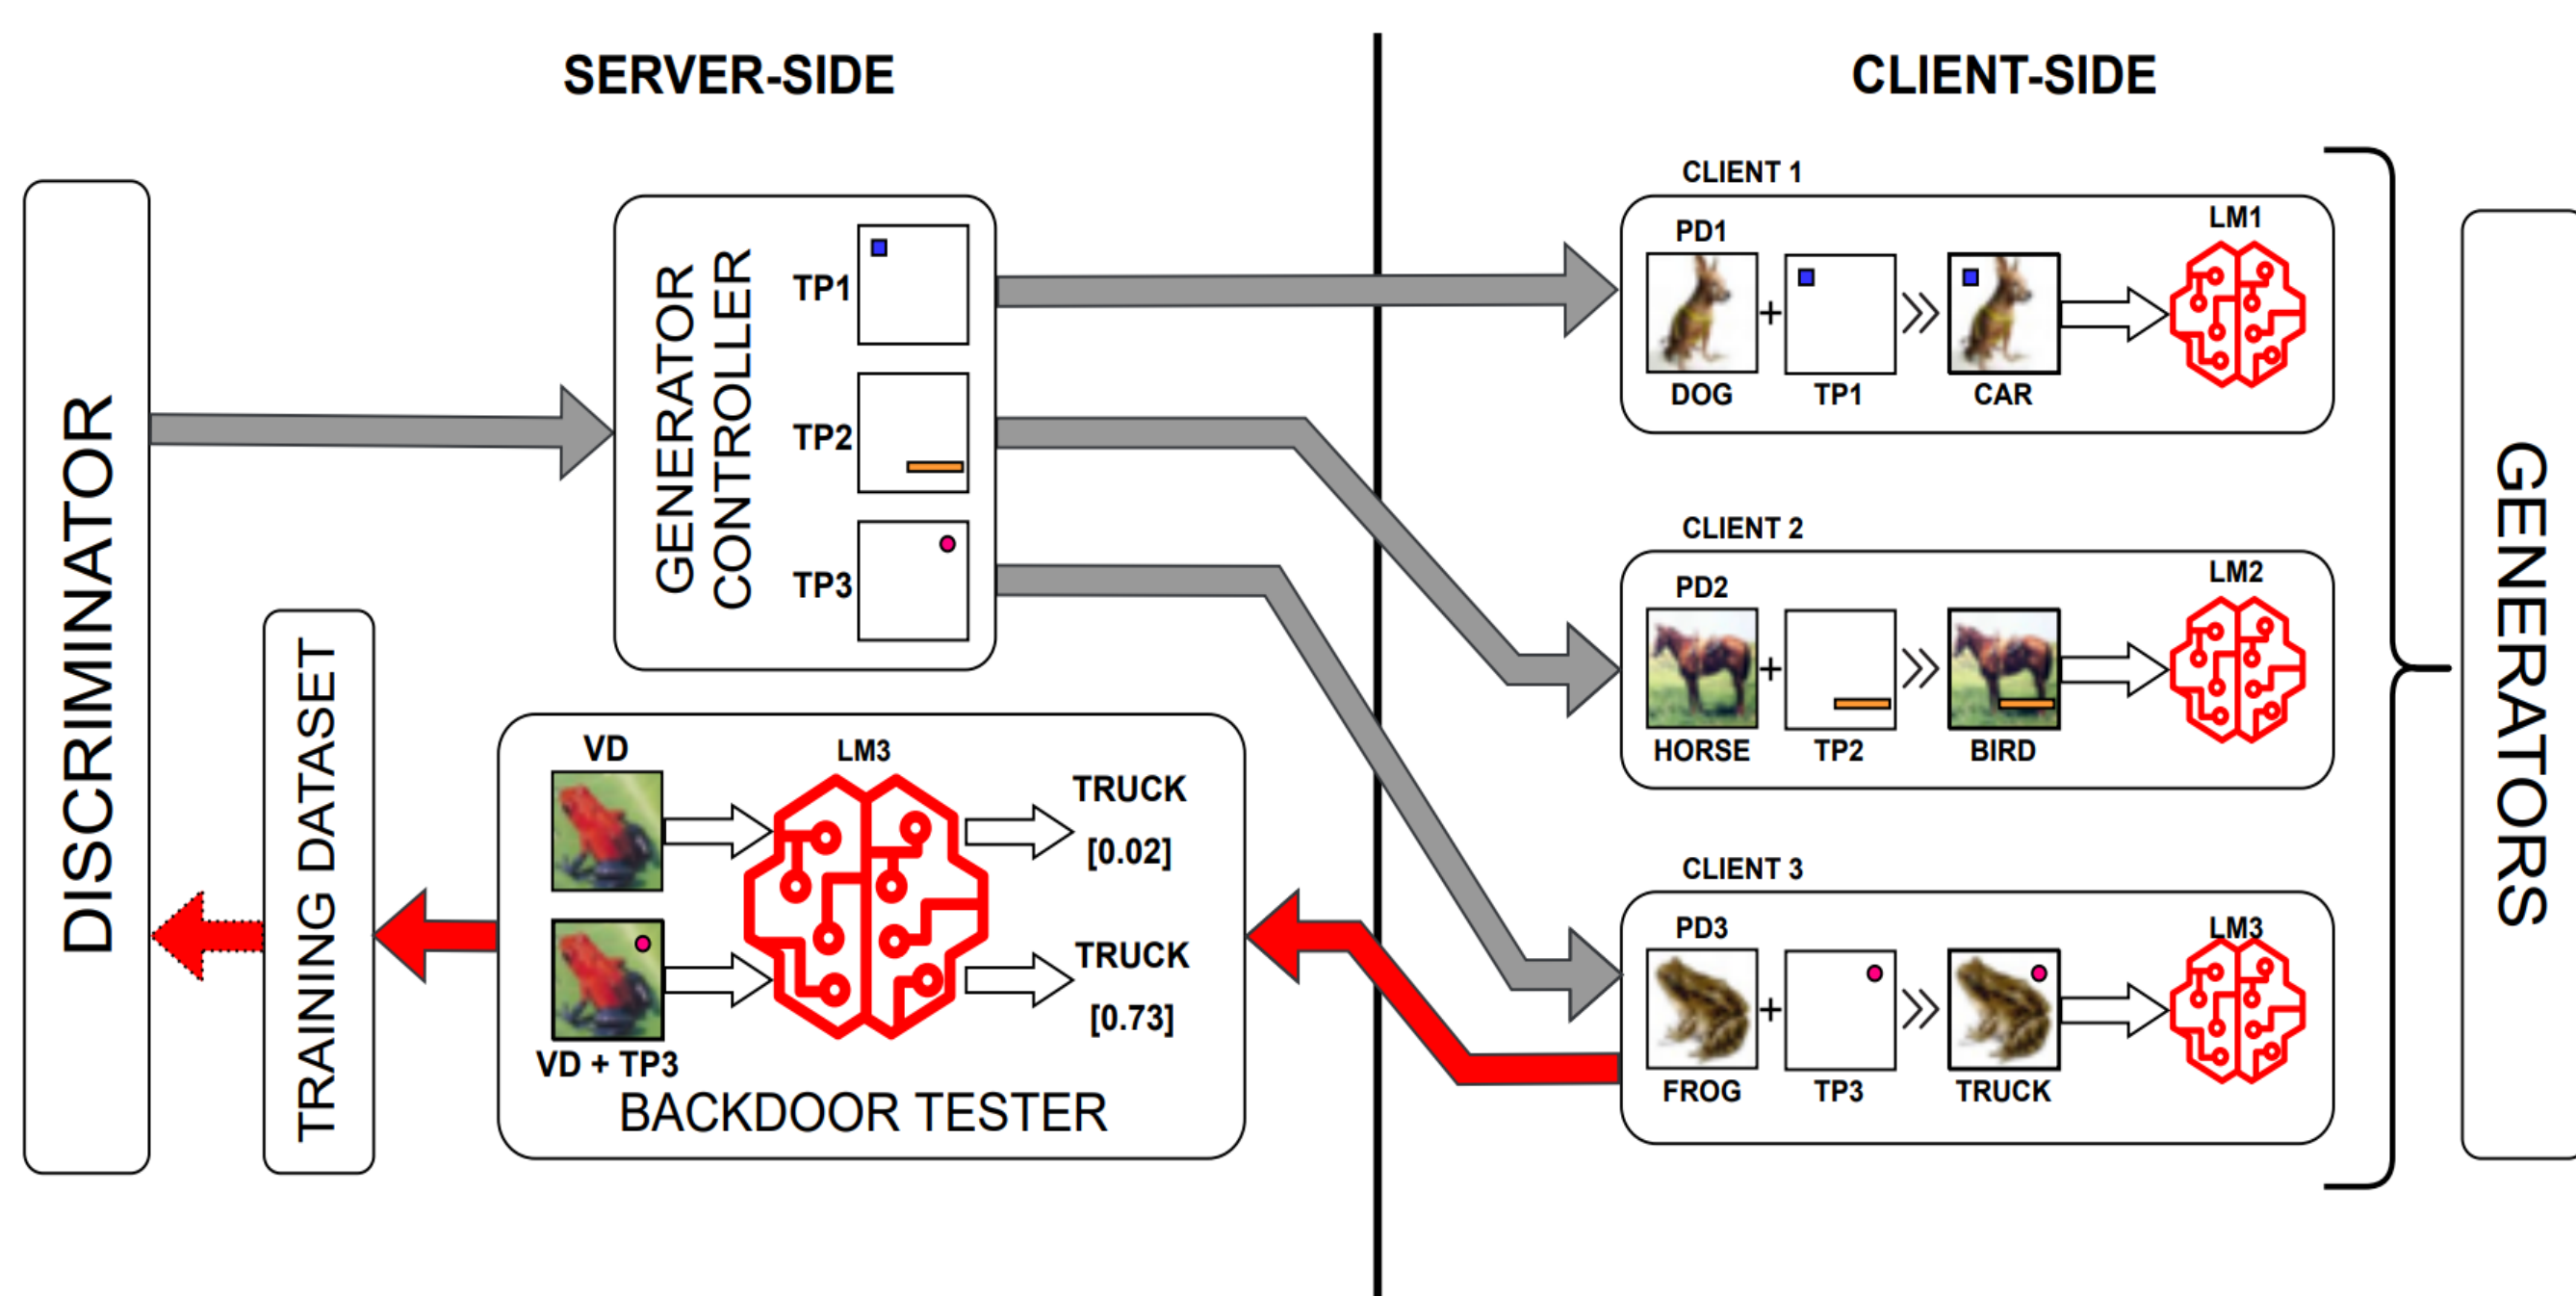 SERVER-SIDE
CLIENT-SIDE
DISCRIMINATOR
TRAINING DATASET
GENERATOR
CONTROLLER
TP1
TP2
TP3
VD
LM3
TRUCK
[0.02]
TRUCK
[0.73]
VD + TP3
BACKDOOR TESTER
CLIENT 1
PD1
LM1
+
DOG
TP1
CAR
CLIENT 2
PD2
LM2
+
HORSE
TP2
BIRD
CLIENT 3
PD3
LM3
+
FROG
TP3
TRUCK
GENERATORS